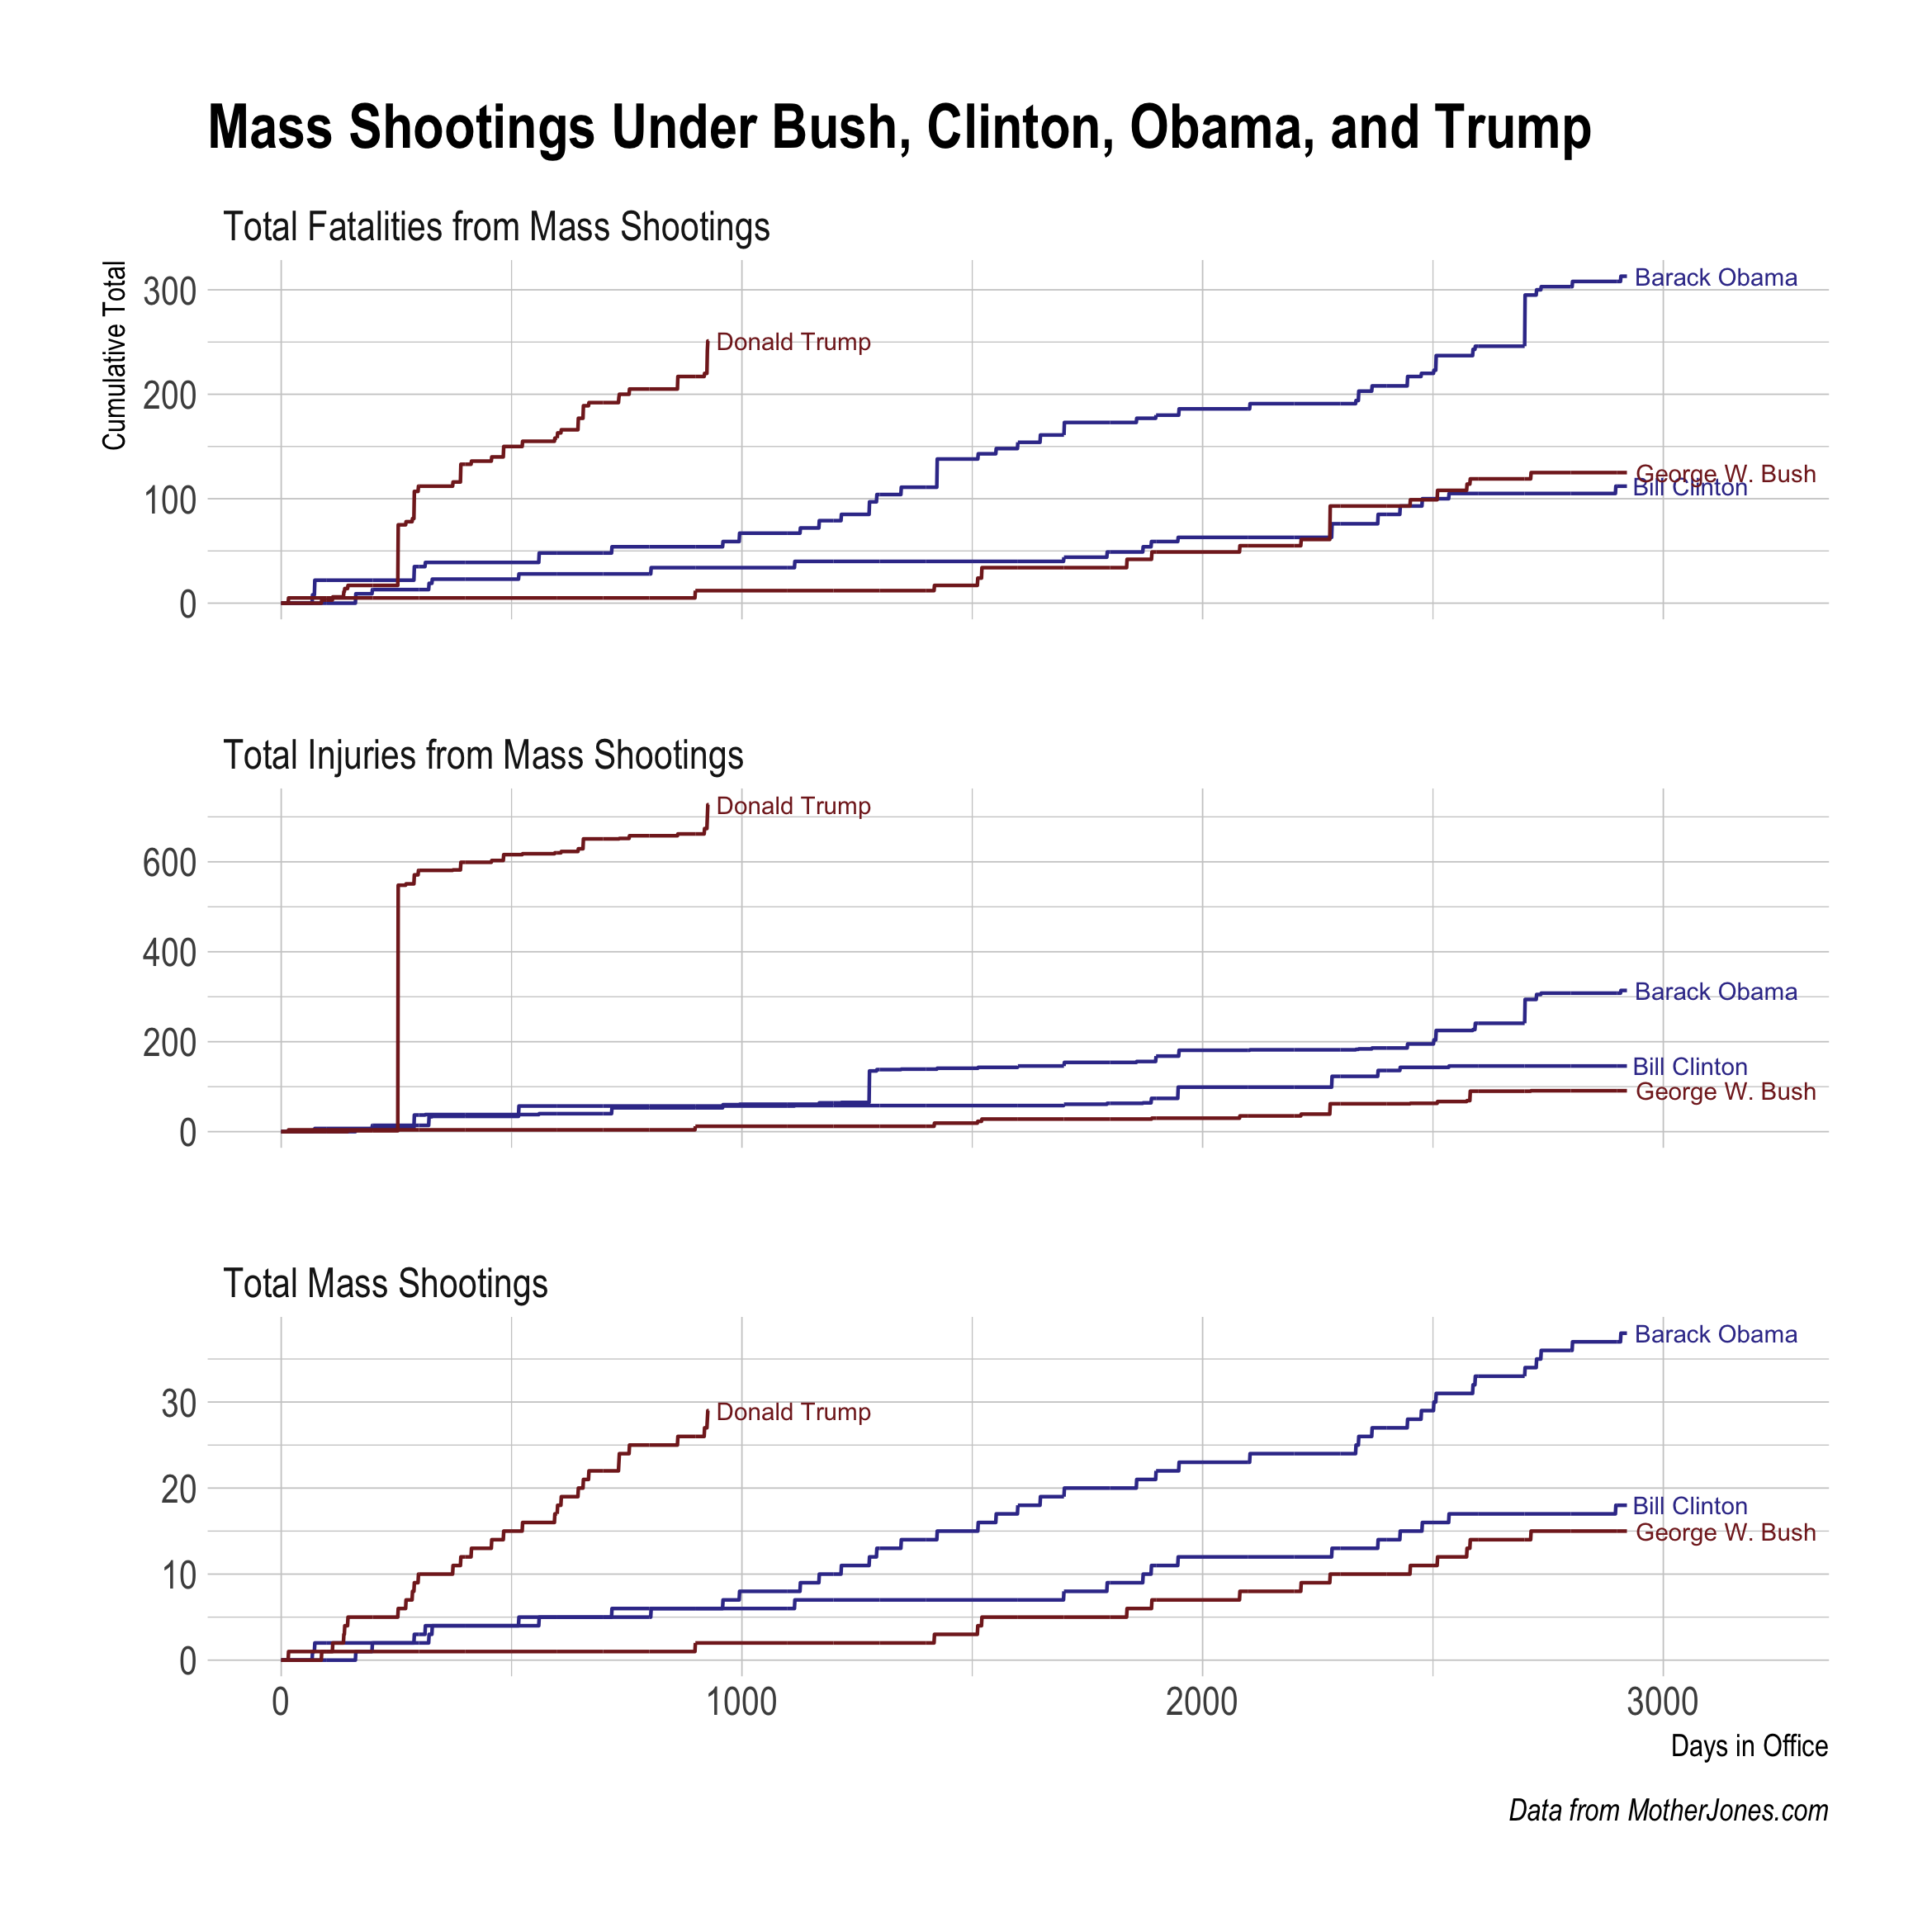 Mass Shootings Under Bush, Clinton, Obama, and Trump
Total Fatalities from Mass Shootings
Cumulative Total
300
200
100
0
Barack Obama
Donald Trump
George W. Bush
Bill Clinton
Total Injuries from Mass Shootings
600
400
200
0
Donald Trump
Barack Obama
Bill Clinton
George W. Bush
Total Mass Shootings
30
20
10
0
Barack Obama
Donald Trump
Bill Clinton
George W. Bush
0 1000 2000 3000
Days in Office
Data from MotherJones.com